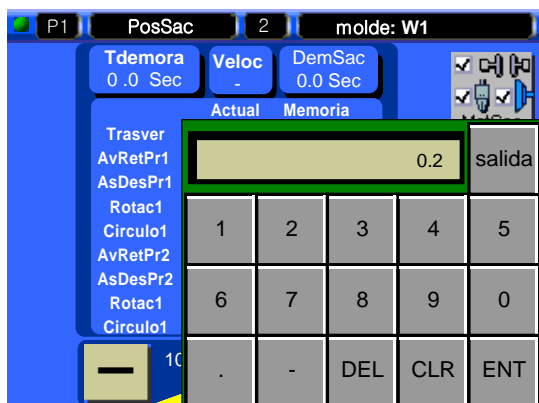 P1 PosSac 2 molde: W1
Tdemora Veloc DemSac
0 .0 Sec - 0.0 Sec
Actual Memoria
Trasver
AvRetPr1
AsDesPr1
Rotac1
Circulo1
AvRetPr2
AsDesPr2
Rotac1
Circulo1
0.2 salida
1 2 3 4 5
6 7 8 9 0
. - DEL CLR ENT
10